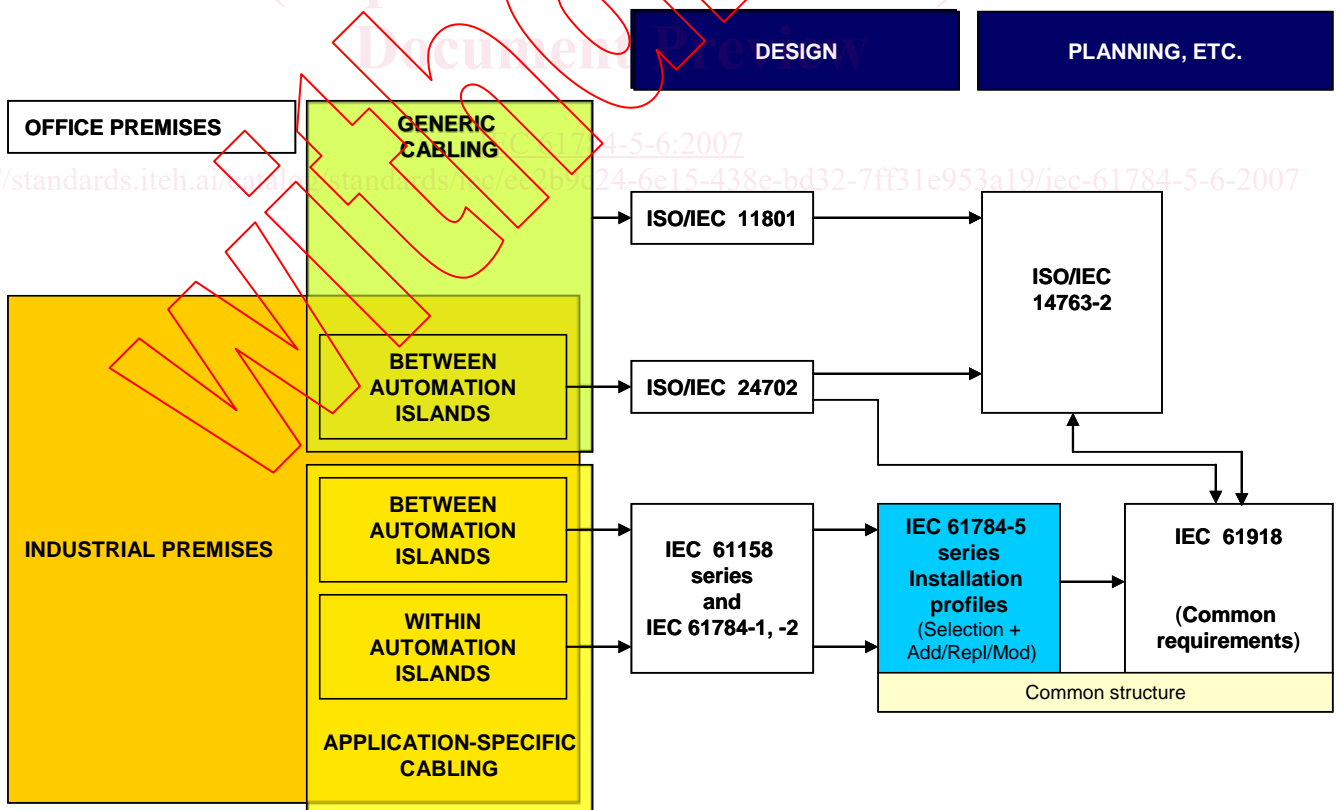 Document Preview
DESIGN
PLANNING, ETC.
OFFICE PREMISES
GENERIC
CABLING
IEC 61784-5-6:2007
/standards.iteh.ai/catalog/standards/iec/ec2b9c24-6e15-438e-bd32-7ff31e953a19/iec-61784-5-6-2007
ISO/IEC 11801
ISO/IEC
14763-2
BETWEEN
AUTOMATION
ISLANDS
ISO/IEC 24702
INDUSTRIAL PREMISES
BETWEEN
AUTOMATION
ISLANDS
WITHIN
AUTOMATION
ISLANDS
APPLICATION-SPECIFIC
CABLING
IEC 61158
series
and
IEC 61784-1, -2
IEC 61784-5
series
Installation
profiles
(Selection +
Add/Repl/Mod)
IEC 61918
(Common
requirements)
Common structure